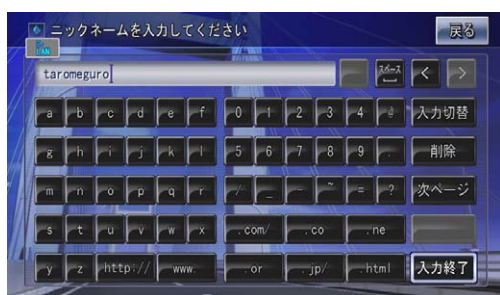 ニックネームを入力してください 戻る
LAN
taromeguro スペース < >
a b c d e f 0 1 2 3 4 @ 入力切替
g h i j k l 5 6 7 8 9 . 削除
m n o p q r / _ - ~ = ? 次ページ
s t u v w x .com/ .co .ne
y z http:// www. .or .jp/ .html 入力終了